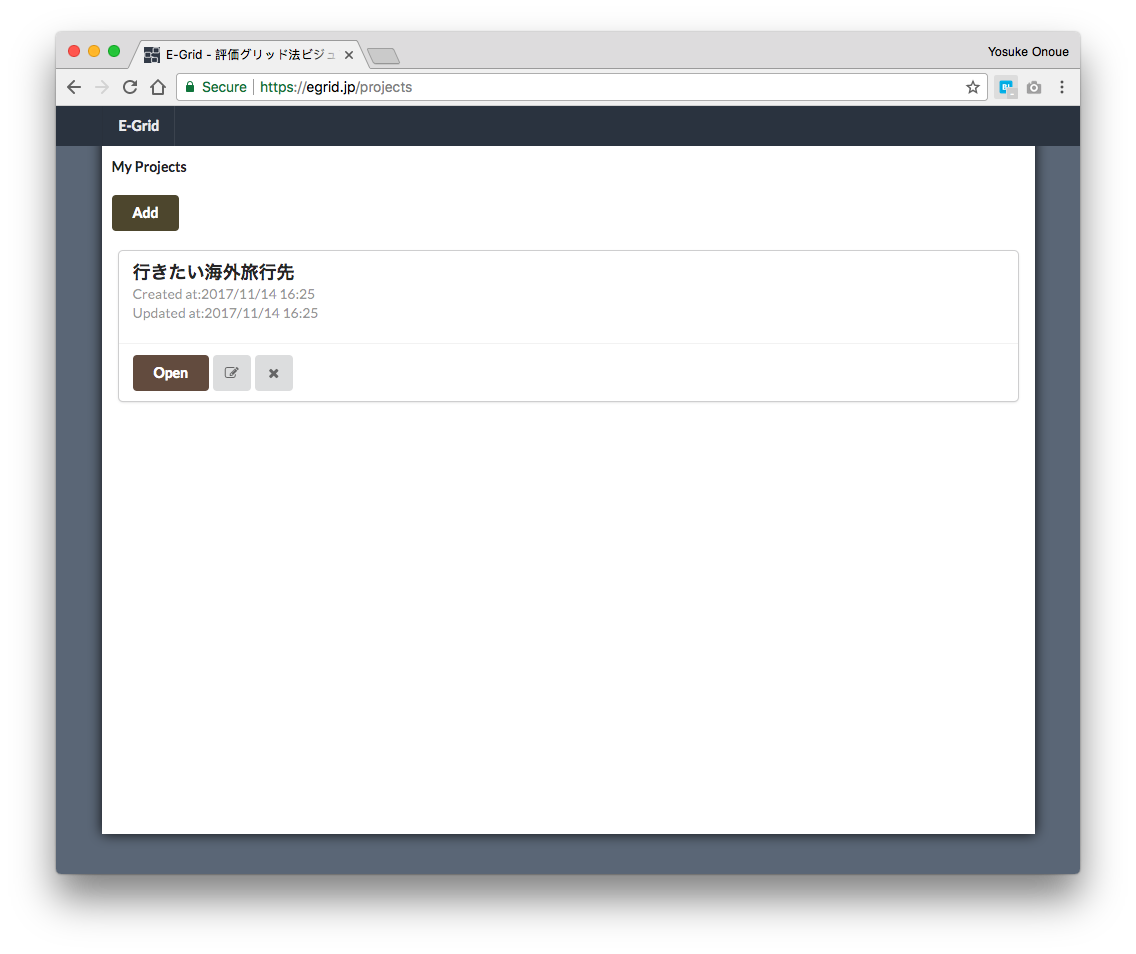 E-Grid - 評価グリッド法ビジュ
Yosuke Onoue
Secure
https://egrid.jp/projects
E-Grid
My Projects
Add
行きたい海外旅行先
Created at:2017/11/14 16:25
Updated at:2017/11/14 16:25
Open